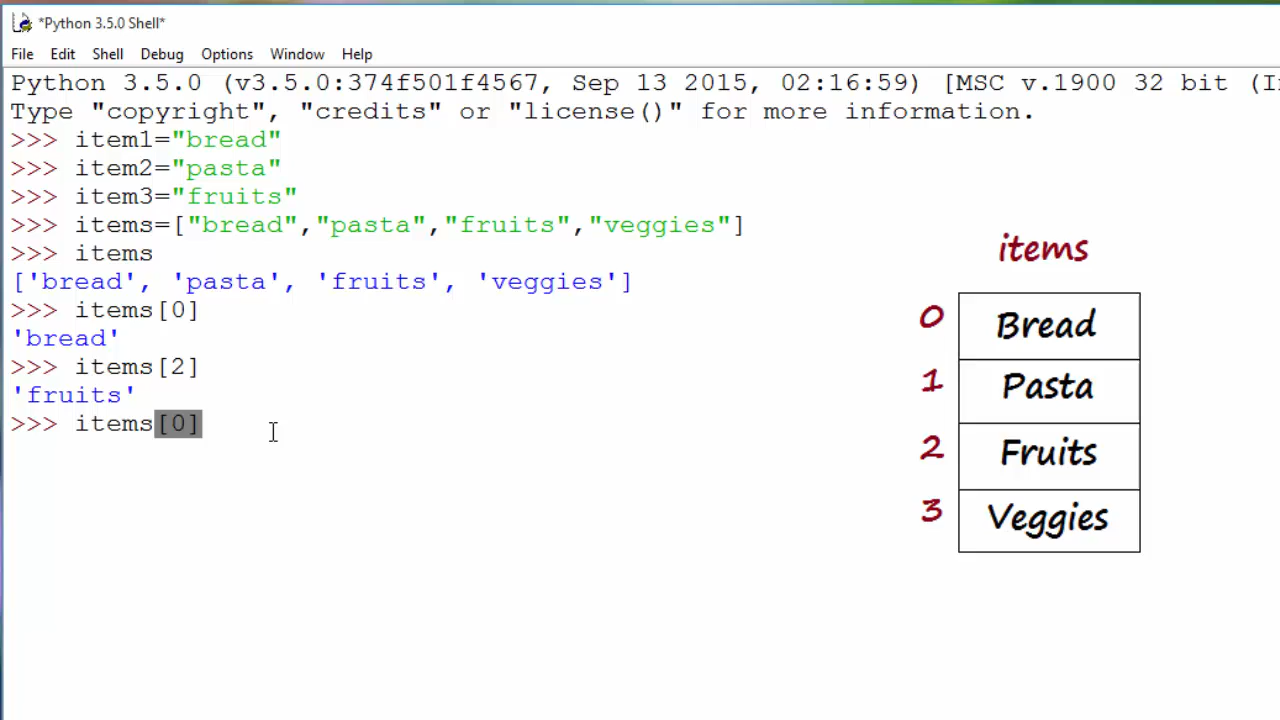 *Python 3.5.0 Shell*
File Edit Shell Debug Options Window Help
Python 3.5.0 (v3.5.0:374f501f4567, Sep 13 2015, 02:16:59) [MSC v.1900 32 bit (I
Type "copyright", "credits" or "license()" for more information.
>>> item1="bread"
>>> item2="pasta"
>>> item3="fruits"
>>> items=["bread","pasta","fruits","veggies"]
>>> items
['bread', 'pasta', 'fruits', 'veggies']
>>> items[0]
'bread'
>>> items[2]
'fruits'
>>> items[0]
items
0 Bread
1 Pasta
2 Fruits
3 Veggies